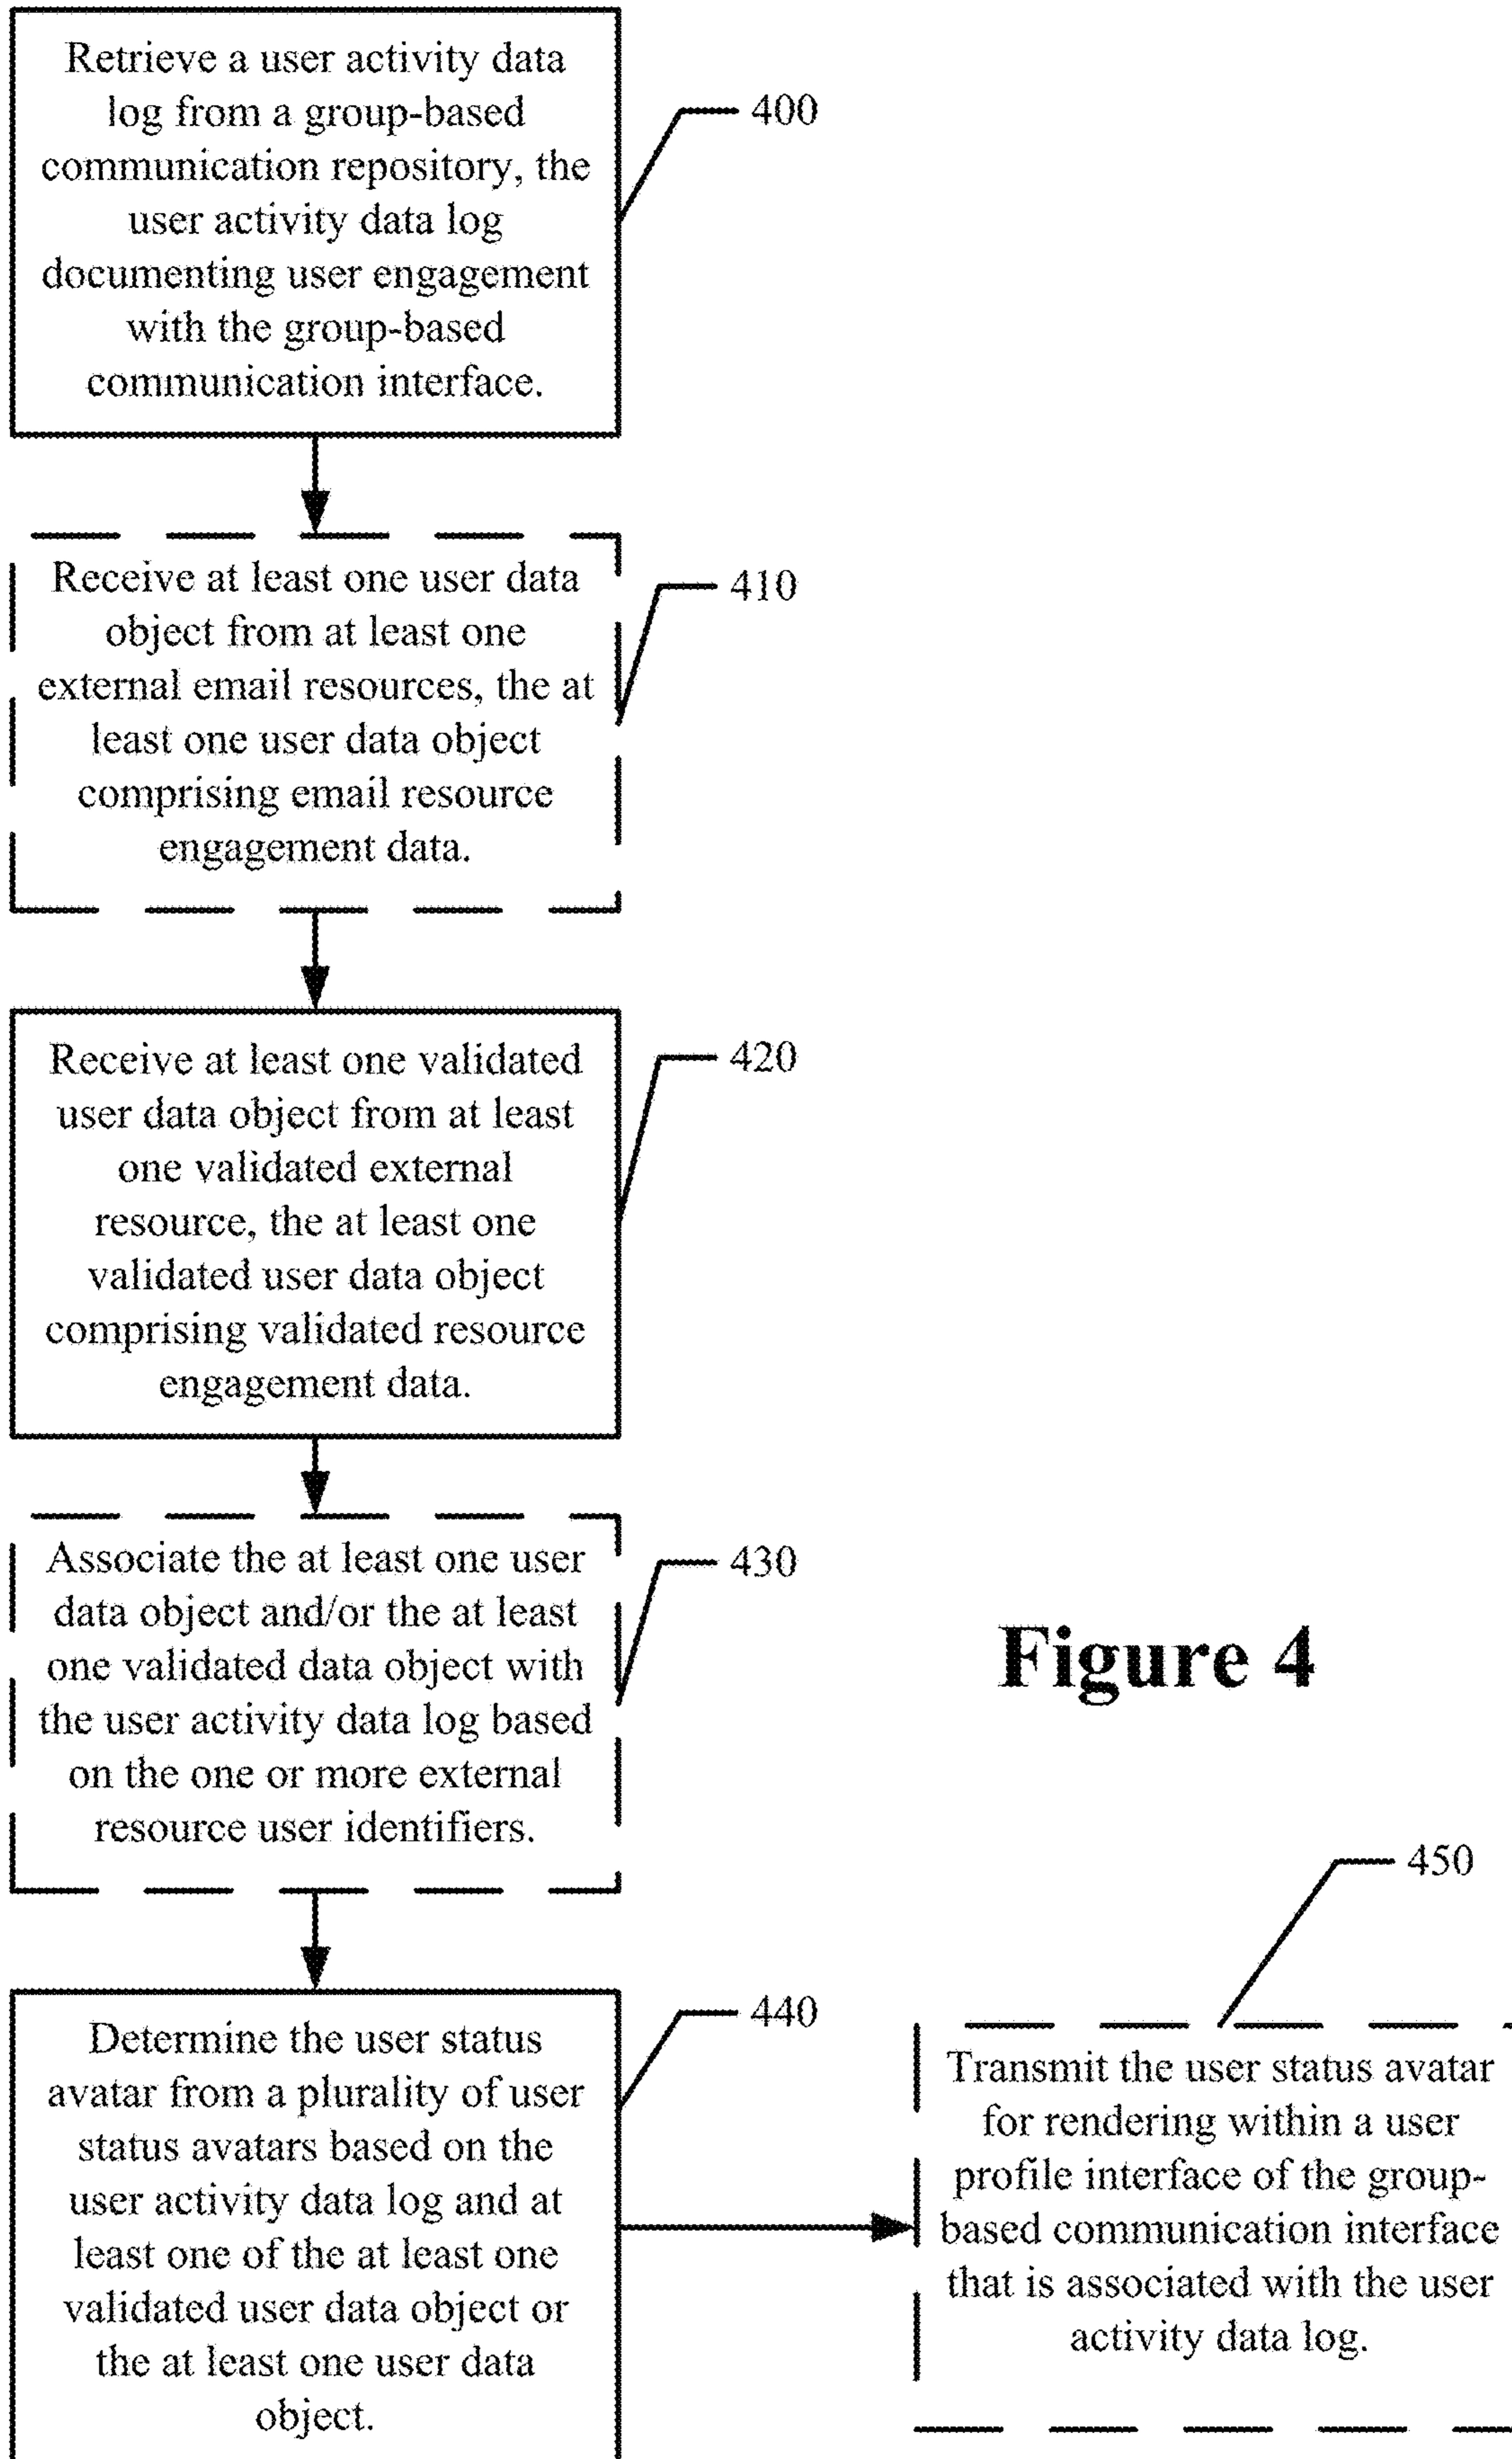 Retrieve a user activity data
log from a group-based
communication repository, the
user activity data log
documenting user engagement
with the group-based
communication interface.
400
Receive at least one user data
object from at least one
external email resources, the at
least one user data object
comprising email resource
engagement data.
410
Receive at least one validated
user data object from at least
one validated external
resource, the at least one
validated user data object
comprising validated resource
engagement data.
420
Associate the at least one user
data object and/or the at least
one validated data object with
the user activity data log based
on the one or more external
resource user identifiers.
430
Figure 4
Determine the user status
avatar from a plurality of user
status avatars based on the
user activity data log and at
least one of the at least one
validated user data object or
the at least one user data
object.
440
450
Transmit the user status avatar
for rendering within a user
profile interface of the group-
based communication interface
that is associated with the user
activity data log.